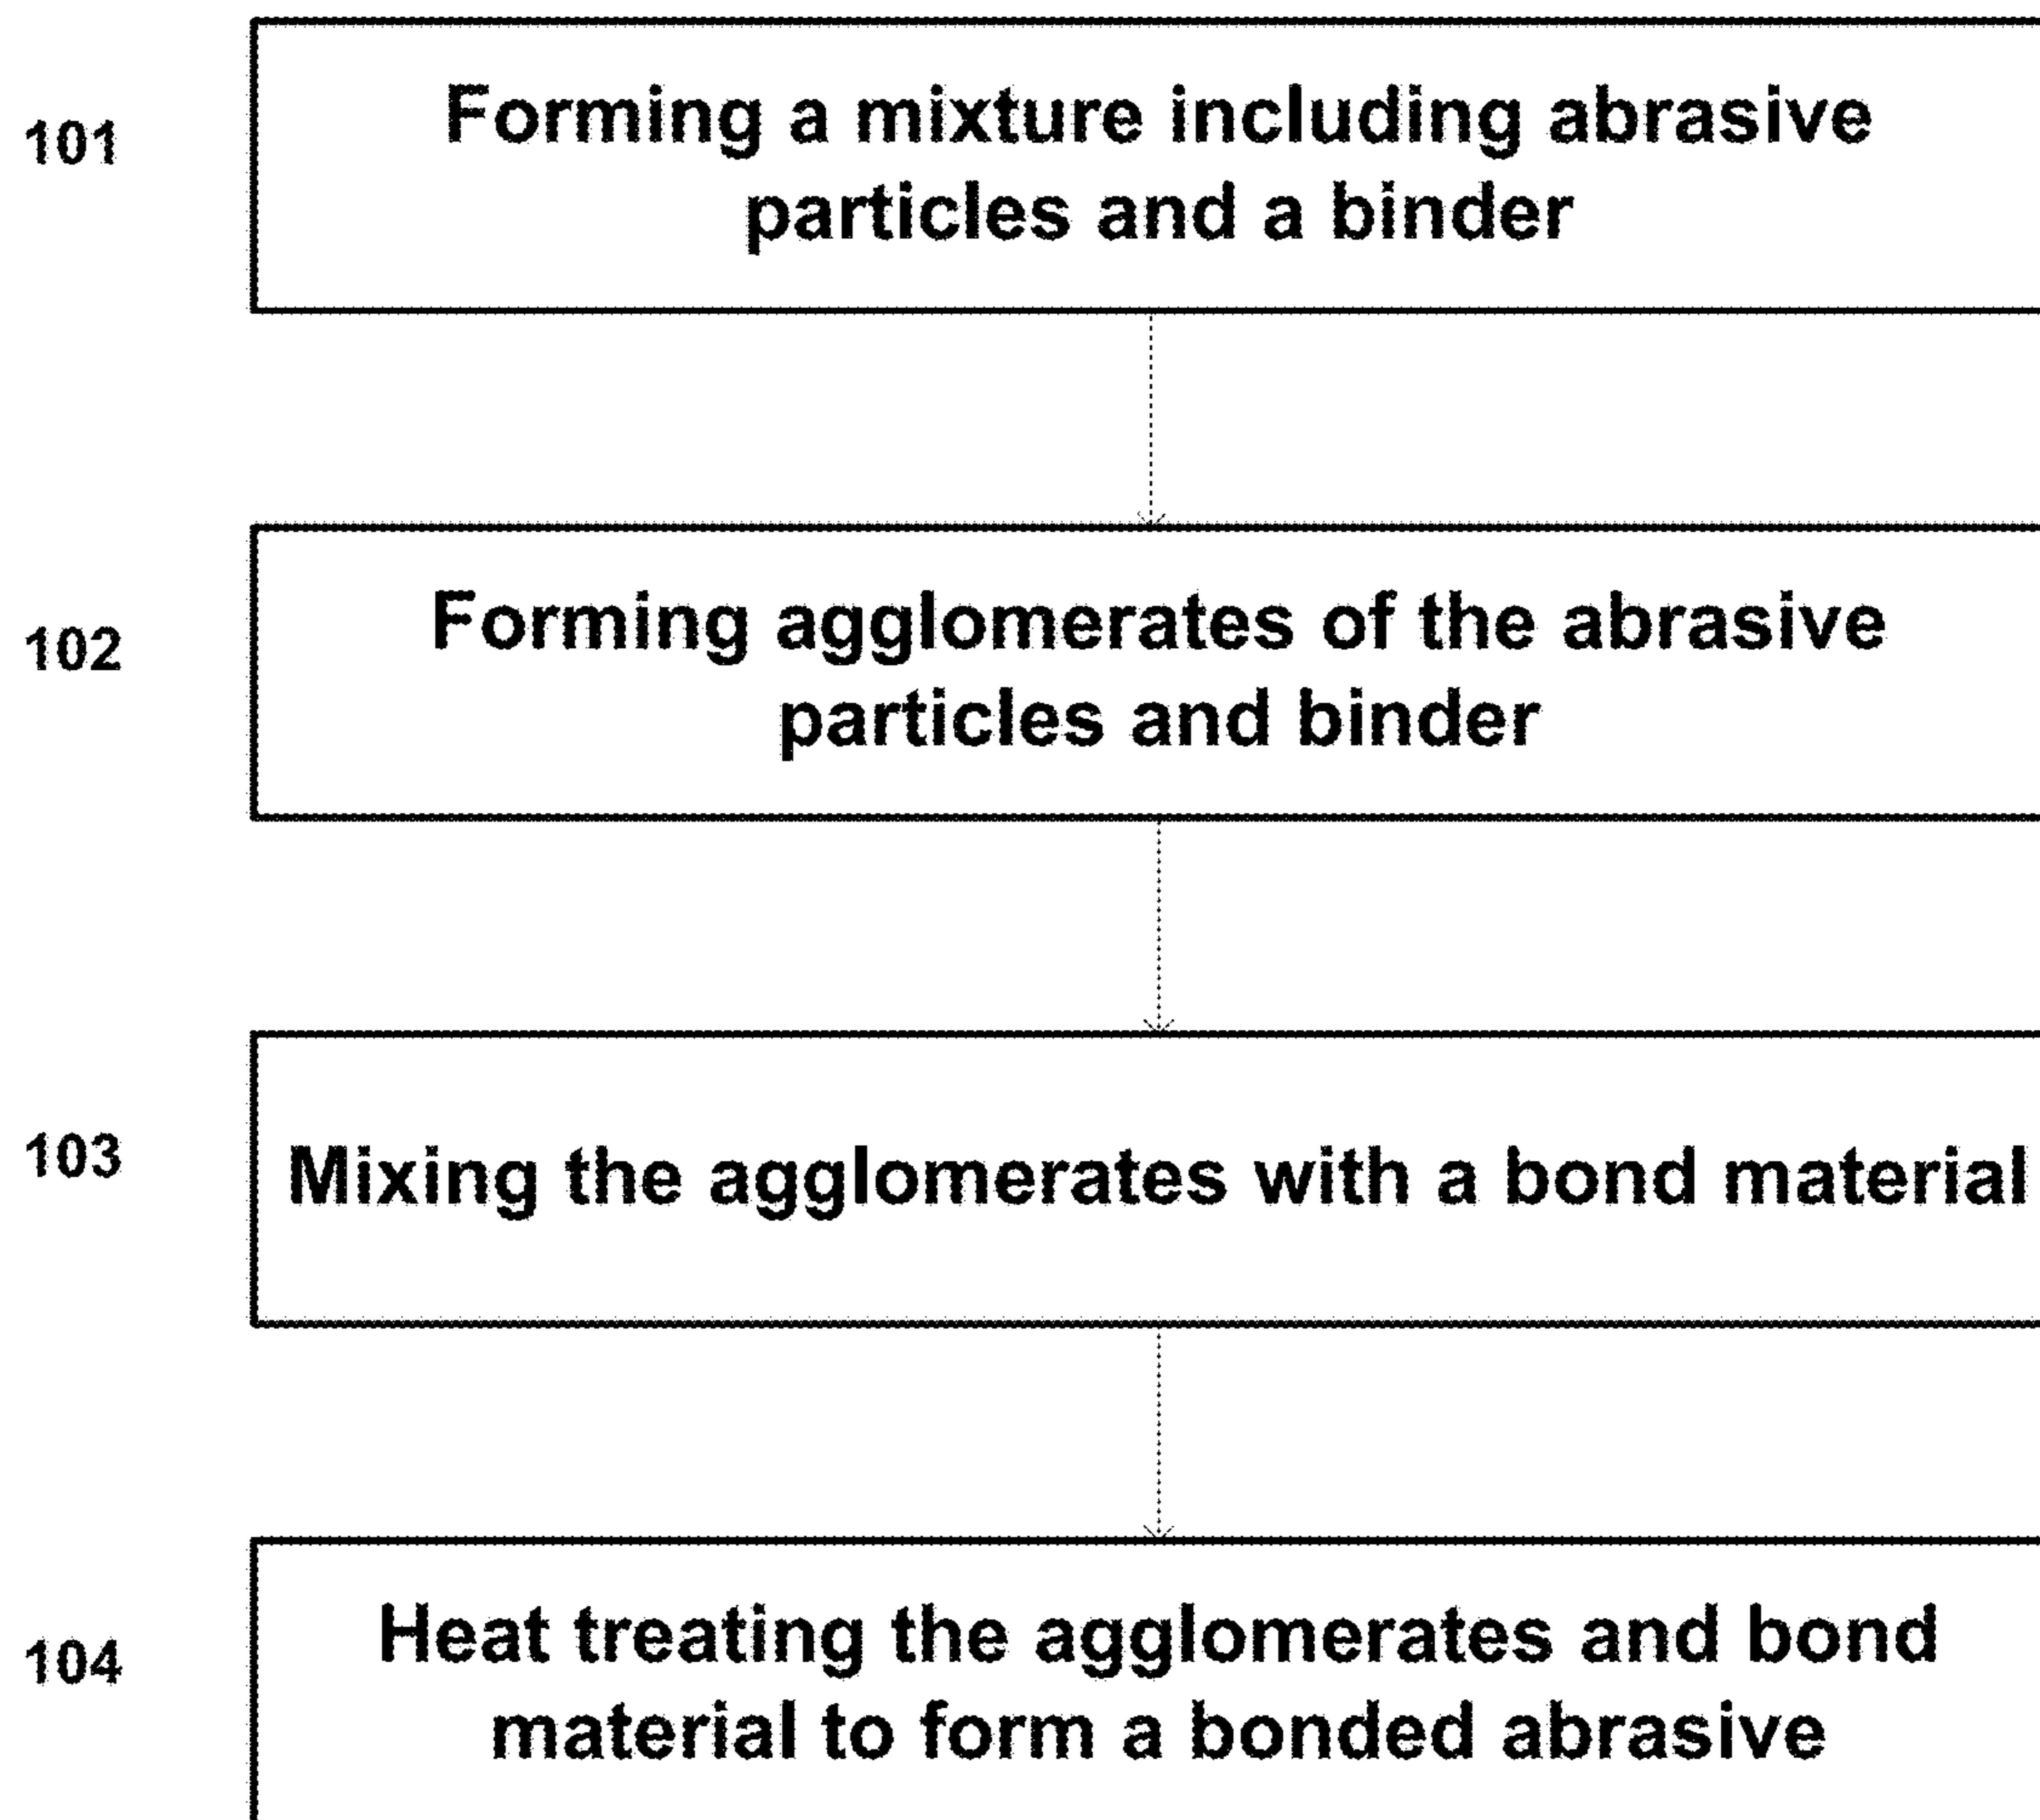 101
Forming a mixture including abrasive
particles and a binder
102
Forming agglomerates of the abrasive
particles and binder
103
Mixing the agglomerates with a bond material
104
Heat treating the agglomerates and bond
material to form a bonded abrasive